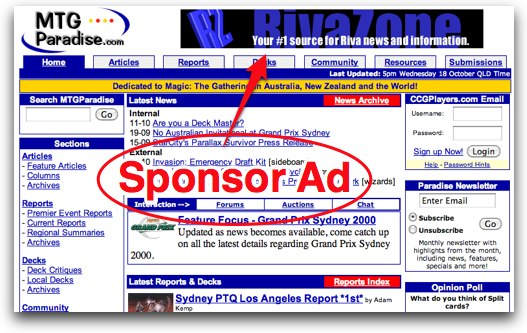 MTG
Paradise.com
RivaZone
Your #1 source for Riva news and information.
Home
Articles
Reports
Decks
Community
Resources
Submissions
Last Updated: 5pm Wednesday 18 October QLD Time
Dedicated to Magic: The Gathering in Australia, New Zealand and the World!
Search MTGParadise
Go
Sections
Articles
- Feature Articles
- Columns
- Archives
Reports
- Premier Event Reports
- Current Reports
- Regional Summaries
- Archives
Decks
- Deck Critiques
- Local Decks
- Archives
Community
Latest News
News Archive
Internal
11-10 Are you a Deck Master?
19-09 No Australian Invitational at Grand Prix Sydney
15-09 StarCity's Parallax Survivor Press Release
External
Invasion: Emergency Draft Kit [sideboard]
[wizards]
Sponsor Ad
Interaction -->
Forums
Auctions
Chat
GRAND PRIX
Feature Focus - Grand Prix Sydney 2000
Updated as news becomes available, come catch up
on all the latest details regarding Grand Prix Sydney
2000.
Latest Reports & Decks
Reports Index
Sydney PTQ Los Angeles Report *1st* by Adam
Kemp
CCGPlayers.com Email
Username:
Password:
Sign up Now!
Login
Help - Password Hints
Paradise Newsletter
Enter Email
Subscribe
Unsubscribe
Go
Monthly newsletter
with highlights from
the month, including
news, features,
specials and more!
Opinion Poll
What do you think of Split
cards?